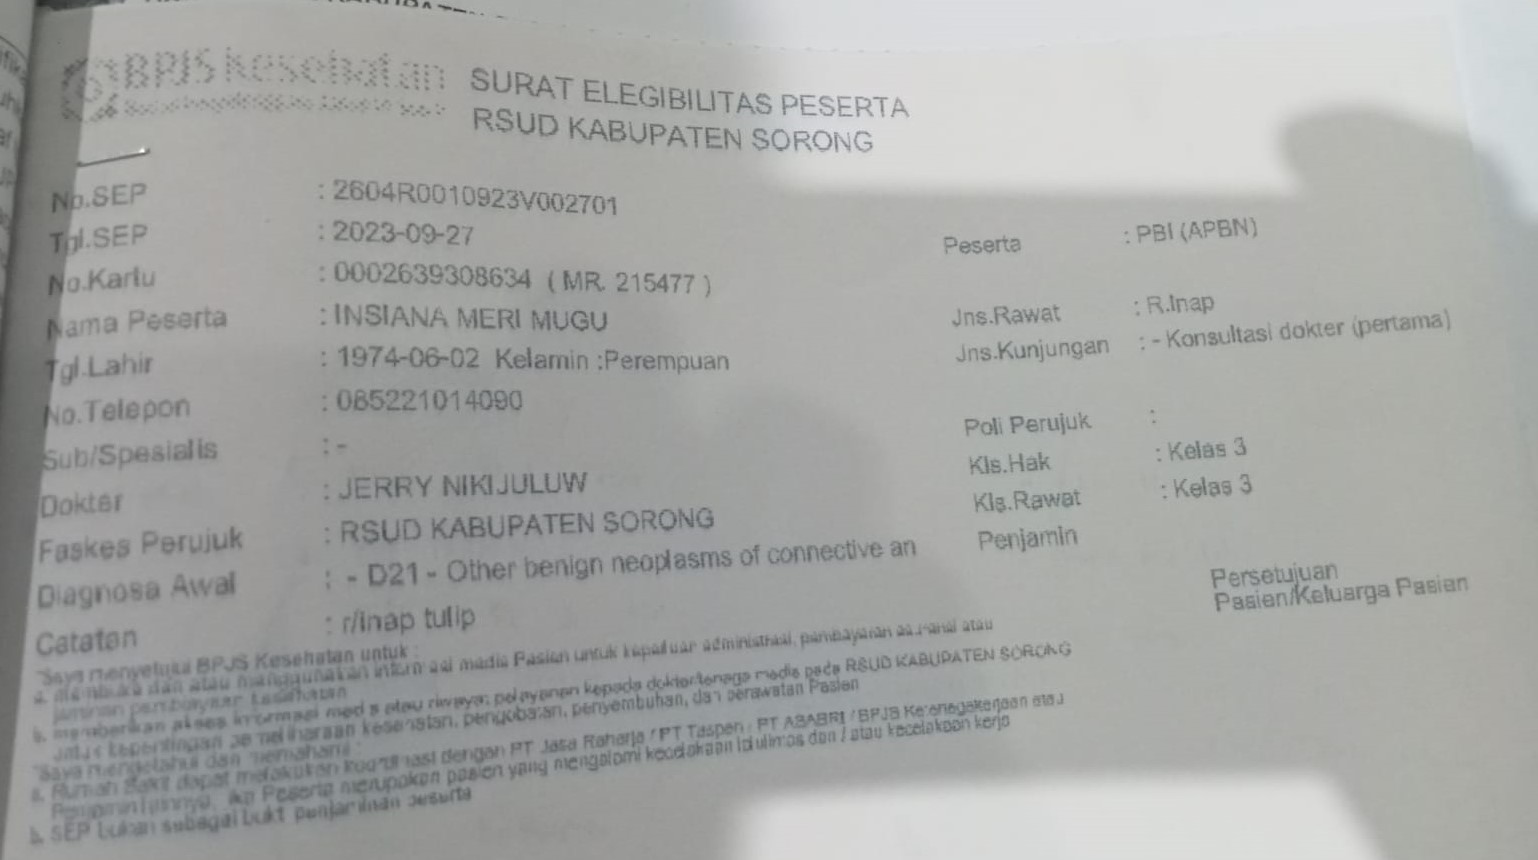 BPJS kesehatan
SURAT ELEGIBILITAS PESERTA
RSUD KABUPATEN SORONG
No.SEP : 2604R0010923V002701
Tgl.SEP : 2023-09-27
Peserta : PBI (APBN)
No.Kartu : 0002639308634 ( MR. 215477 )
Nama Peserta : INSIANA MERI MUGU
Jns.Rawat : R.Inap
Tgl.Lahir : 1974-06-02 Kelamin :Perempuan
Jns.Kunjungan : - Konsultasi dokter (pertama)
No.Telepon : 085221014090
Sub/Spesialis : -
Poli Perujuk :
Dokter : JERRY NIKIJULUW
Kls.Hak : Kelas 3
Faskes Perujuk : RSUD KABUPATEN SORONG
Kls.Rawat : Kelas 3
Diagnosa Awal : - D21 - Other benign neoplasms of connective an
Penjamin
Catatan : r/inap tulip
Persetujuan
Pasien/Keluarga Pasien
*Saya menyetujui BPJS Kesehatan untuk :
a. membuka dan atau menggunakan informasi medis Pasien untuk keperluan administrasi, pembayaran asuransi atau
jaminan pembiayaan kesehatan
b. memberikan akses informasi medis atau riwayat pelayanan kepada dokter/tenaga medis pada RSUD KABUPATEN SORONG
untuk kepentingan pemeliharaan kesehatan, pengobatan, penyembuhan, dan perawatan Pasien
*Saya mengetahui dan memahami :
a. Rumah Sakit dapat melakukan koordinasi dengan PT Jasa Raharja / PT Taspen / PT ASABRI / BPJS Ketenagakerjaan atau
Penjamin lainnya, jika Peserta merupakan pasien yang mengalami kecelakaan lalulintas dan / atau kecelakaan kerja
b. SEP bukan sebagai bukti penjaminan peserta